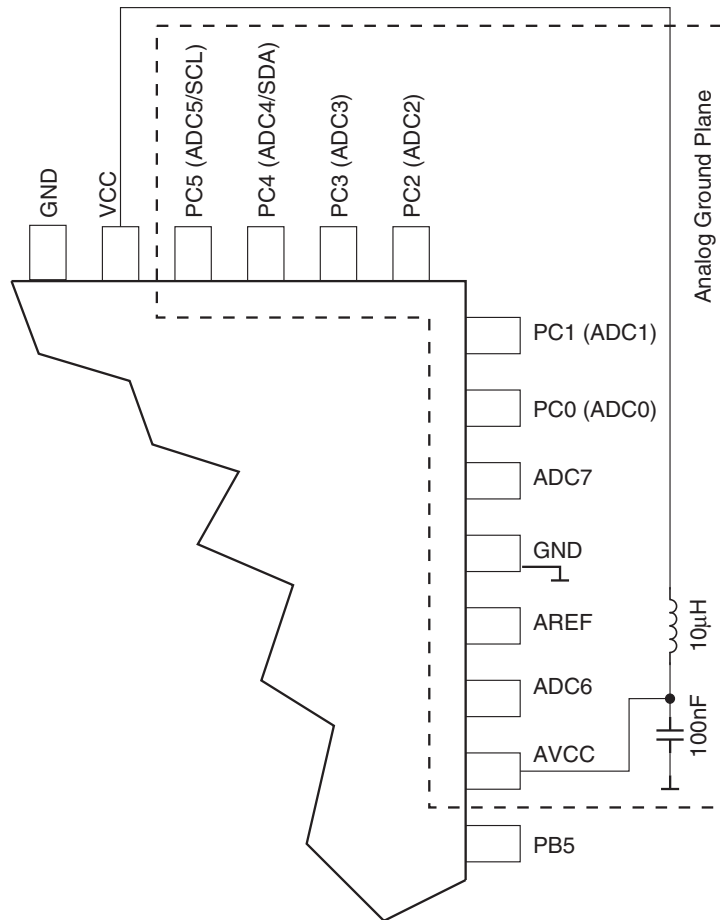 GND
VCC
PC5 (ADC5/SCL)
PC4 (ADC4/SDA)
PC3 (ADC3)
PC2 (ADC2)
Analog Ground Plane
PC1 (ADC1)
PC0 (ADC0)
ADC7
GND
AREF
ADC6
AVCC
PB5
10µH
100nF